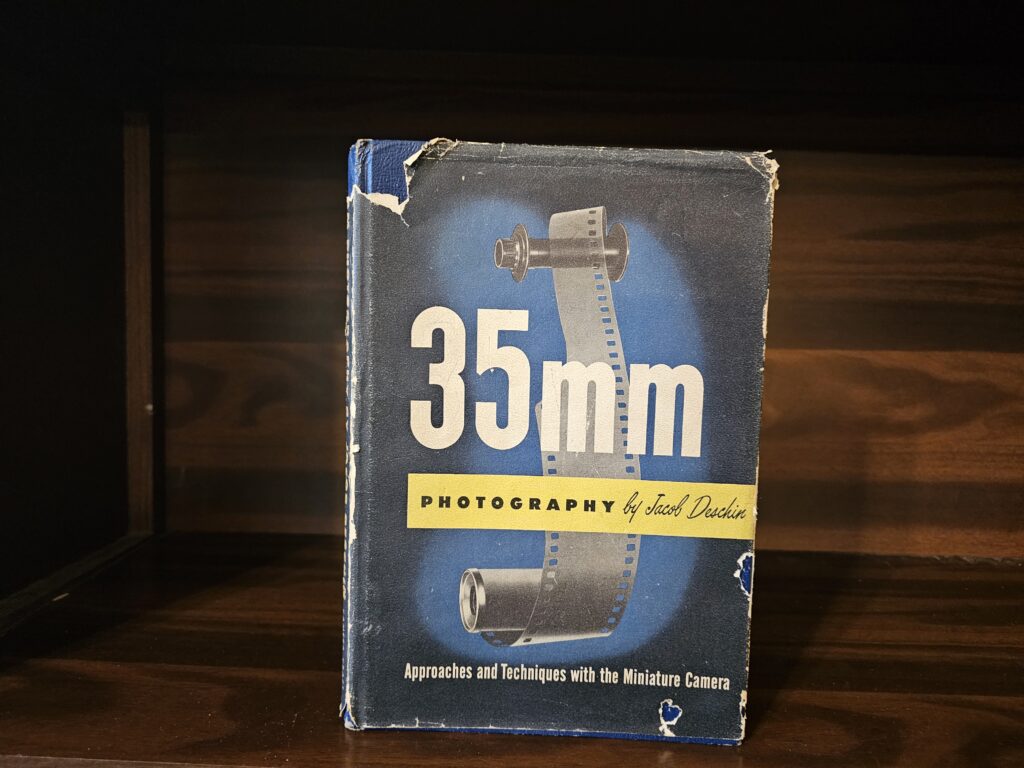 35mm
PHOTOGRAPHY by Jacob Deschin
Approaches and Techniques with the Miniature Camera